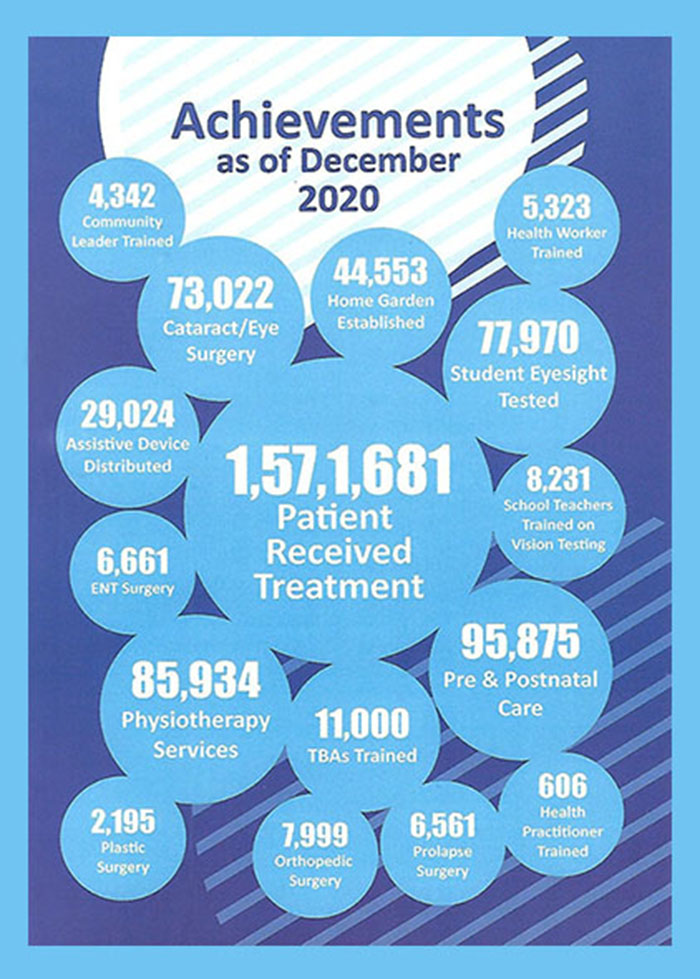 Achievements
as of December
2020
4,342
Community
Leader Trained
5,323
Health Worker
Trained
73,022
Cataract/Eye
Surgery
44,553
Home Garden
Established
77,970
Student Eyesight
Tested
29,024
Assistive Device
Distributed
1,57,1,681
Patient
Received
Treatment
8,231
School Teachers
Trained on
Vision Testing
6,661
ENT Surgery
95,875
Pre & Postnatal
Care
85,934
Physiotherapy
Services
11,000
TBAs Trained
2,195
Plastic
Surgery
7,999
Orthopedic
Surgery
6,561
Prolapse
Surgery
606
Health
Practitioner
Trained